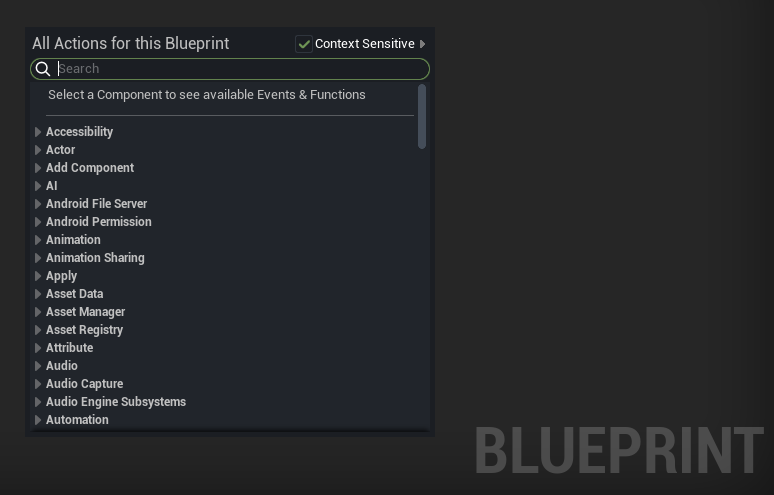 All Actions for this Blueprint Context Sensitive
Search
Select a Component to see available Events & Functions
Accessibility
Actor
Add Component
AI
Android File Server
Android Permission
Animation
Animation Sharing
Apply
Asset Data
Asset Manager
Asset Registry
Attribute
Audio
Audio Capture
Audio Engine Subsystems
Automation
BLUEPRINT